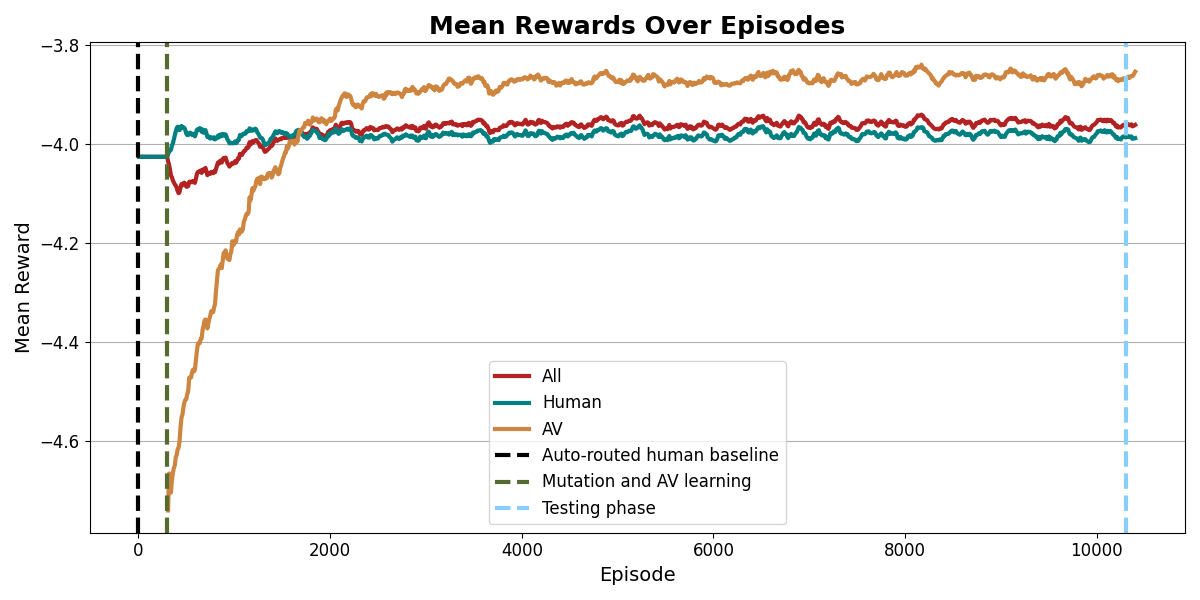 Mean Rewards Over Episodes
Mean Reward
−3.8
−4.0
−4.2
−4.4
−4.6
All
Human
AV
Auto-routed human baseline
Mutation and AV learning
Testing phase
0
2000
4000
6000
8000
10000
Episode